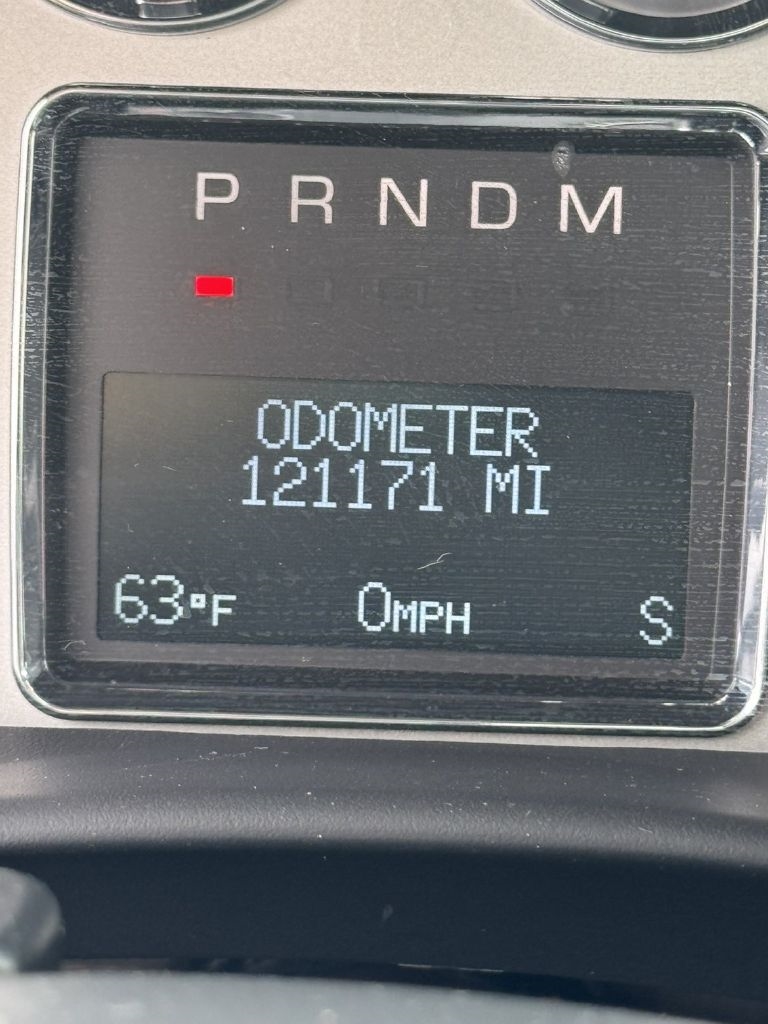 P R N D M
ODOMETER
121171 MI
63°F 0MPH S